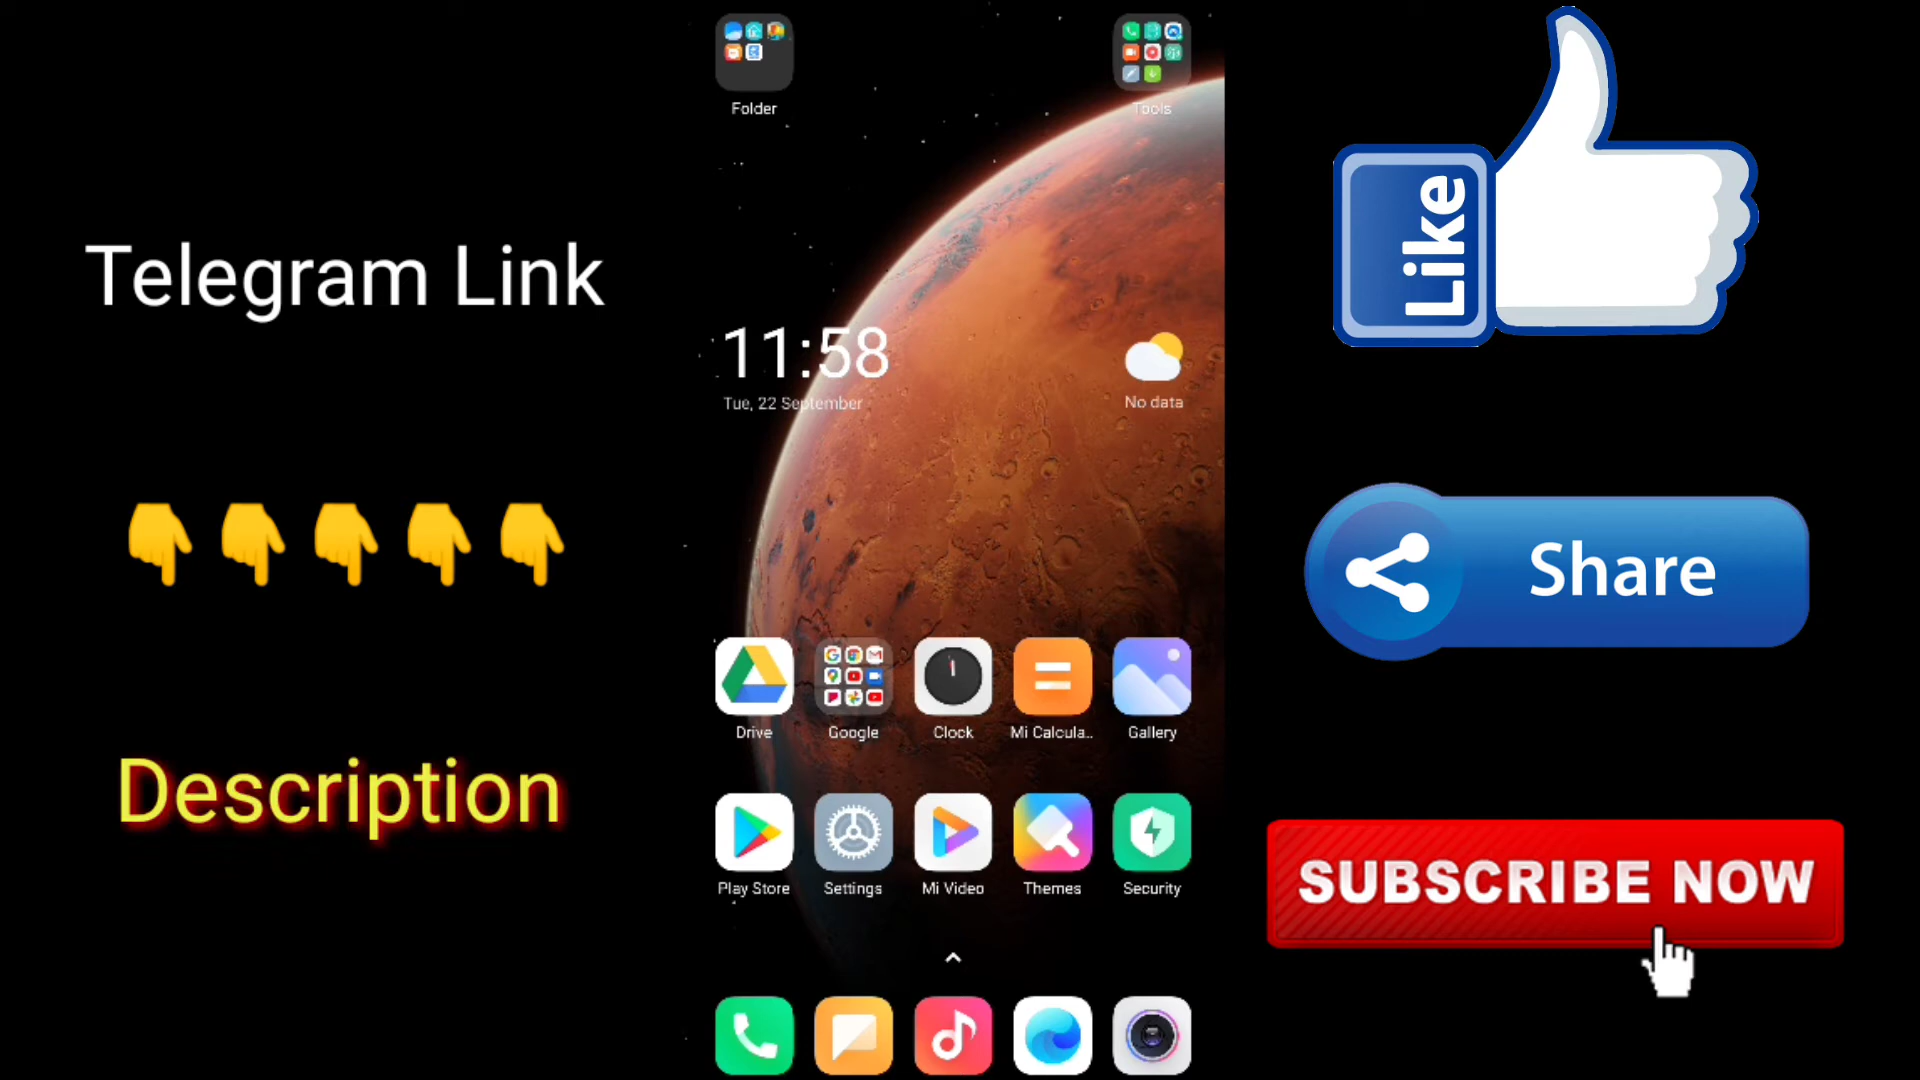 Telegram Link
Description
Folder
Tools
11:58
Tue, 22 September
No data
Drive
Google
Clock
Mi Calcula..
Gallery
Play Store
Settings
Mi Video
Themes
Security
Like
Share
SUBSCRIBE NOW